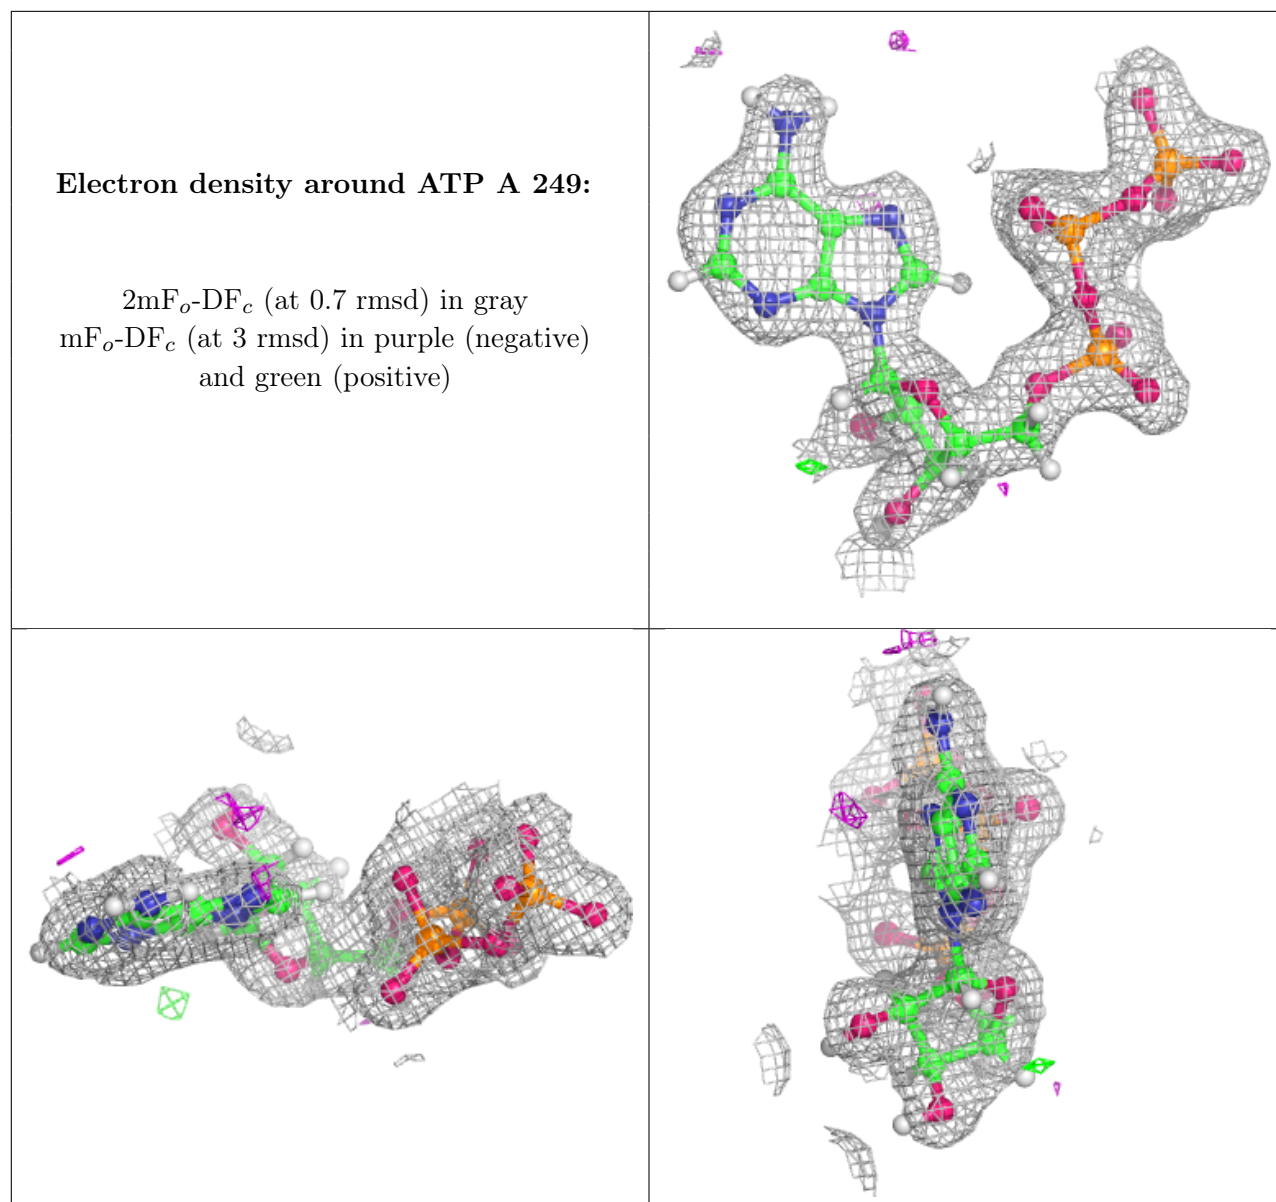 Electron density around ATP A 249:
2mFo-DFc (at 0.7 rmsd) in gray
mFo-DFc (at 3 rmsd) in purple (negative)
and green (positive)